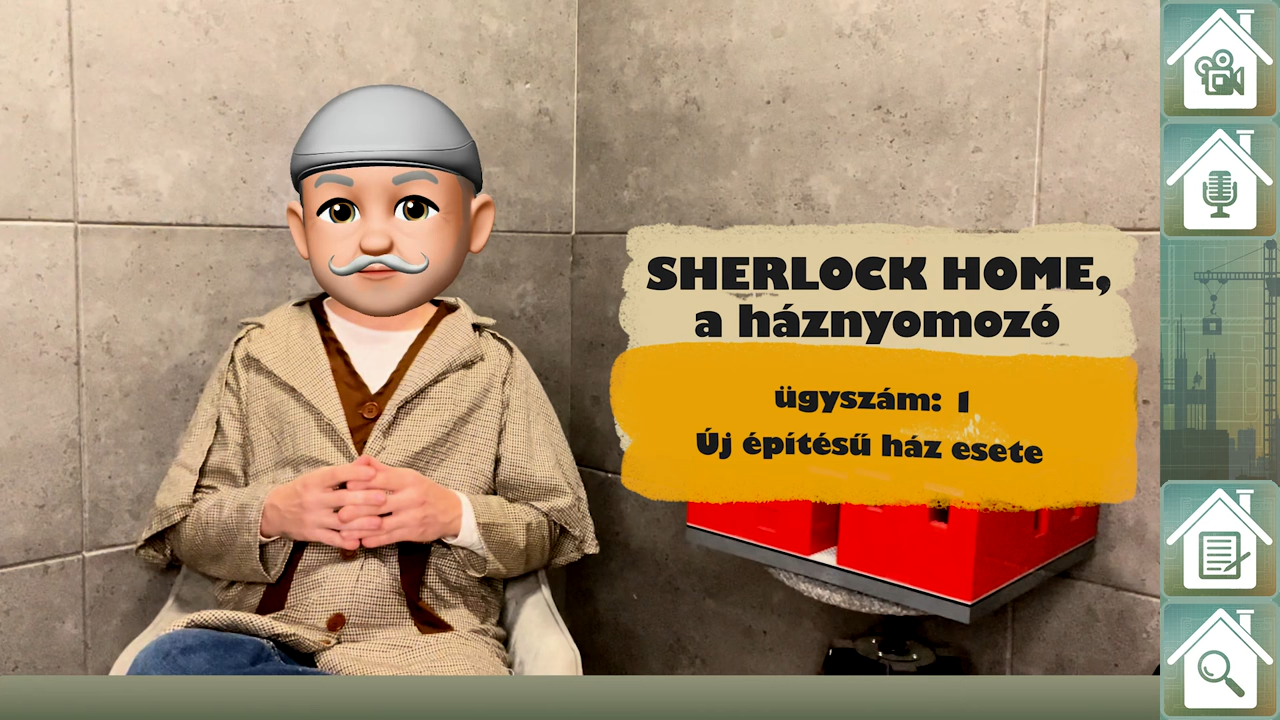 SHERLOCK HOME,
a háznyomozó
ügyszám: 1
Új építésű ház esete